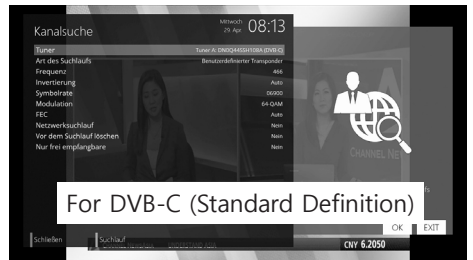 Kanalsuche
Mittwoch
29. Apr 08:13
Tuner Tuner A: DND3Q44SSH108A (DVB-C)
Art des Suchlaufs Benutzerdefinierter Transponder
Frequenz 466
Invertierung Auto
Symbolrate 06900
Modulation 64-QAM
FEC Auto
Netzwerksuchlauf Nein
Vor dem Suchlauf löschen Nein
Nur frei empfangbare Nein
CHANNEL NE
For DVB-C (Standard Definition)
OK EXIT
Schließen Suchlauf
CNY 6.2050